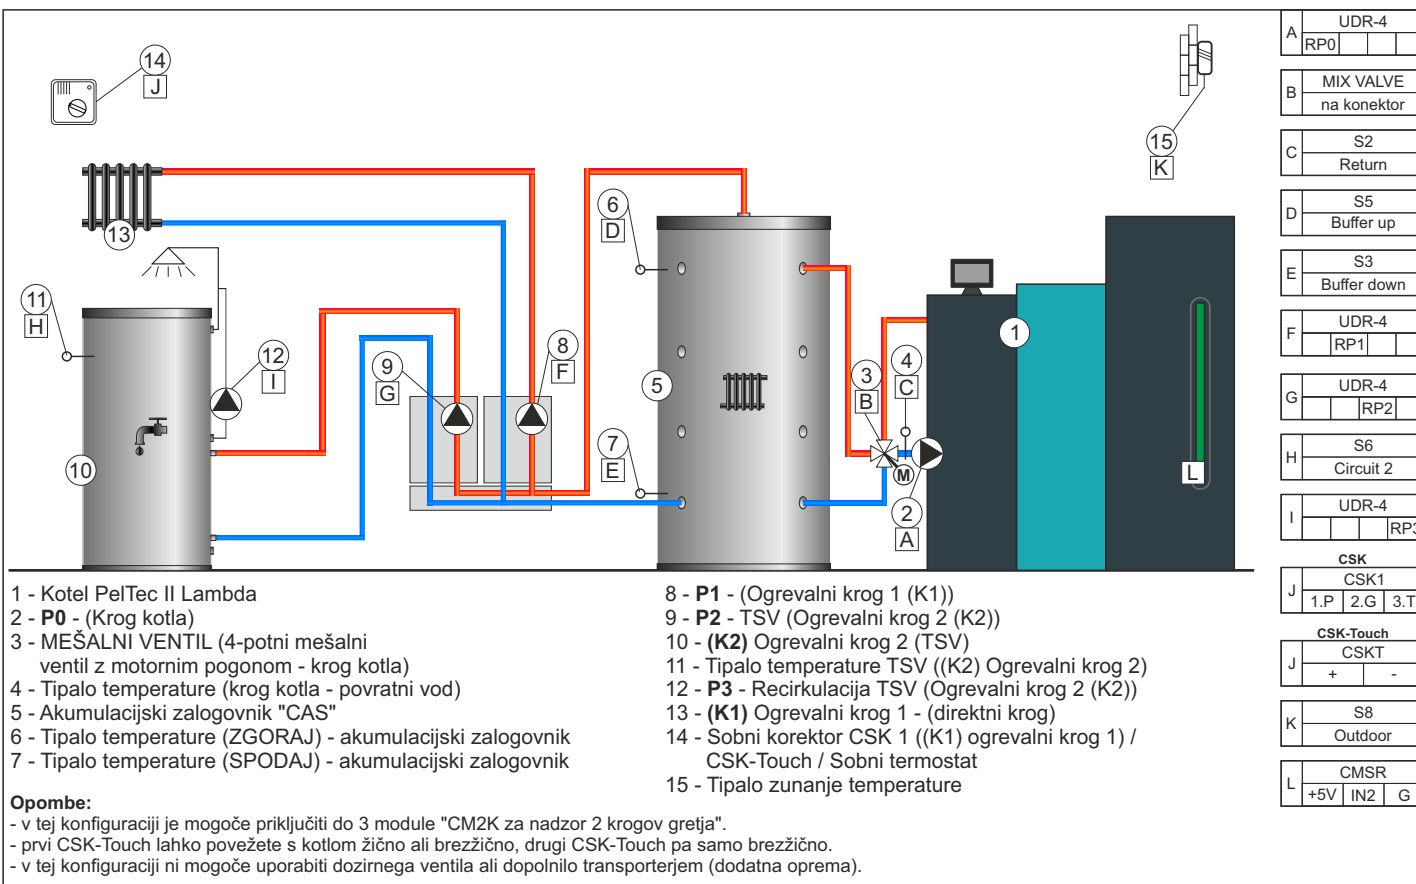 14
J
15
K
13
6
D
11
H
12
I
9
G
8
F
5
7
E
10
3
B
4
C
M
2
A
1
L
A
UDR-4
RP0
B
MIX VALVE
na konektor
C
S2
Return
D
S5
Buffer up
E
S3
Buffer down
F
UDR-4
RP1
G
UDR-4
RP2
H
S6
Circuit 2
I
UDR-4
RP3
CSK
J
CSK1
1.P 2.G 3.T
CSK-Touch
J
CSKT
+ -
K
S8
Outdoor
L
CMSR
+5V IN2 G
1 - Kotel PelTec II Lambda
2 - P0 - (Krog kotla)
3 - MEŠALNI VENTIL (4-potni mešalni
ventil z motornim pogonom - krog kotla)
4 - Tipalo temperature (krog kotla - povratni vod)
5 - Akumulacijski zalogovnik "CAS"
6 - Tipalo temperature (ZGORAJ) - akumulacijski zalogovnik
7 - Tipalo temperature (SPODAJ) - akumulacijski zalogovnik
8 - P1 - (Ogrevalni krog 1 (K1))
9 - P2 - TSV (Ogrevalni krog 2 (K2))
10 - (K2) Ogrevalni krog 2 (TSV)
11 - Tipalo temperature TSV ((K2) Ogrevalni krog 2)
12 - P3 - Recirkulacija TSV (Ogrevalni krog 2 (K2))
13 - (K1) Ogrevalni krog 1 - (direktni krog)
14 - Sobni korektor CSK 1 ((K1) ogrevalni krog 1) /
CSK-Touch / Sobni termostat
15 - Tipalo zunanje temperature
Opombe:
- v tej konfiguraciji je mogoče priključiti do 3 module "CM2K za nadzor 2 krogov gretja".
- prvi CSK-Touch lahko povežete s kotlom žično ali brezžično, drugi CSK-Touch pa samo brezžično.
- v tej konfiguraciji ni mogoče uporabiti dozirnega ventila ali dopolnilo transporterjem (dodatna oprema).